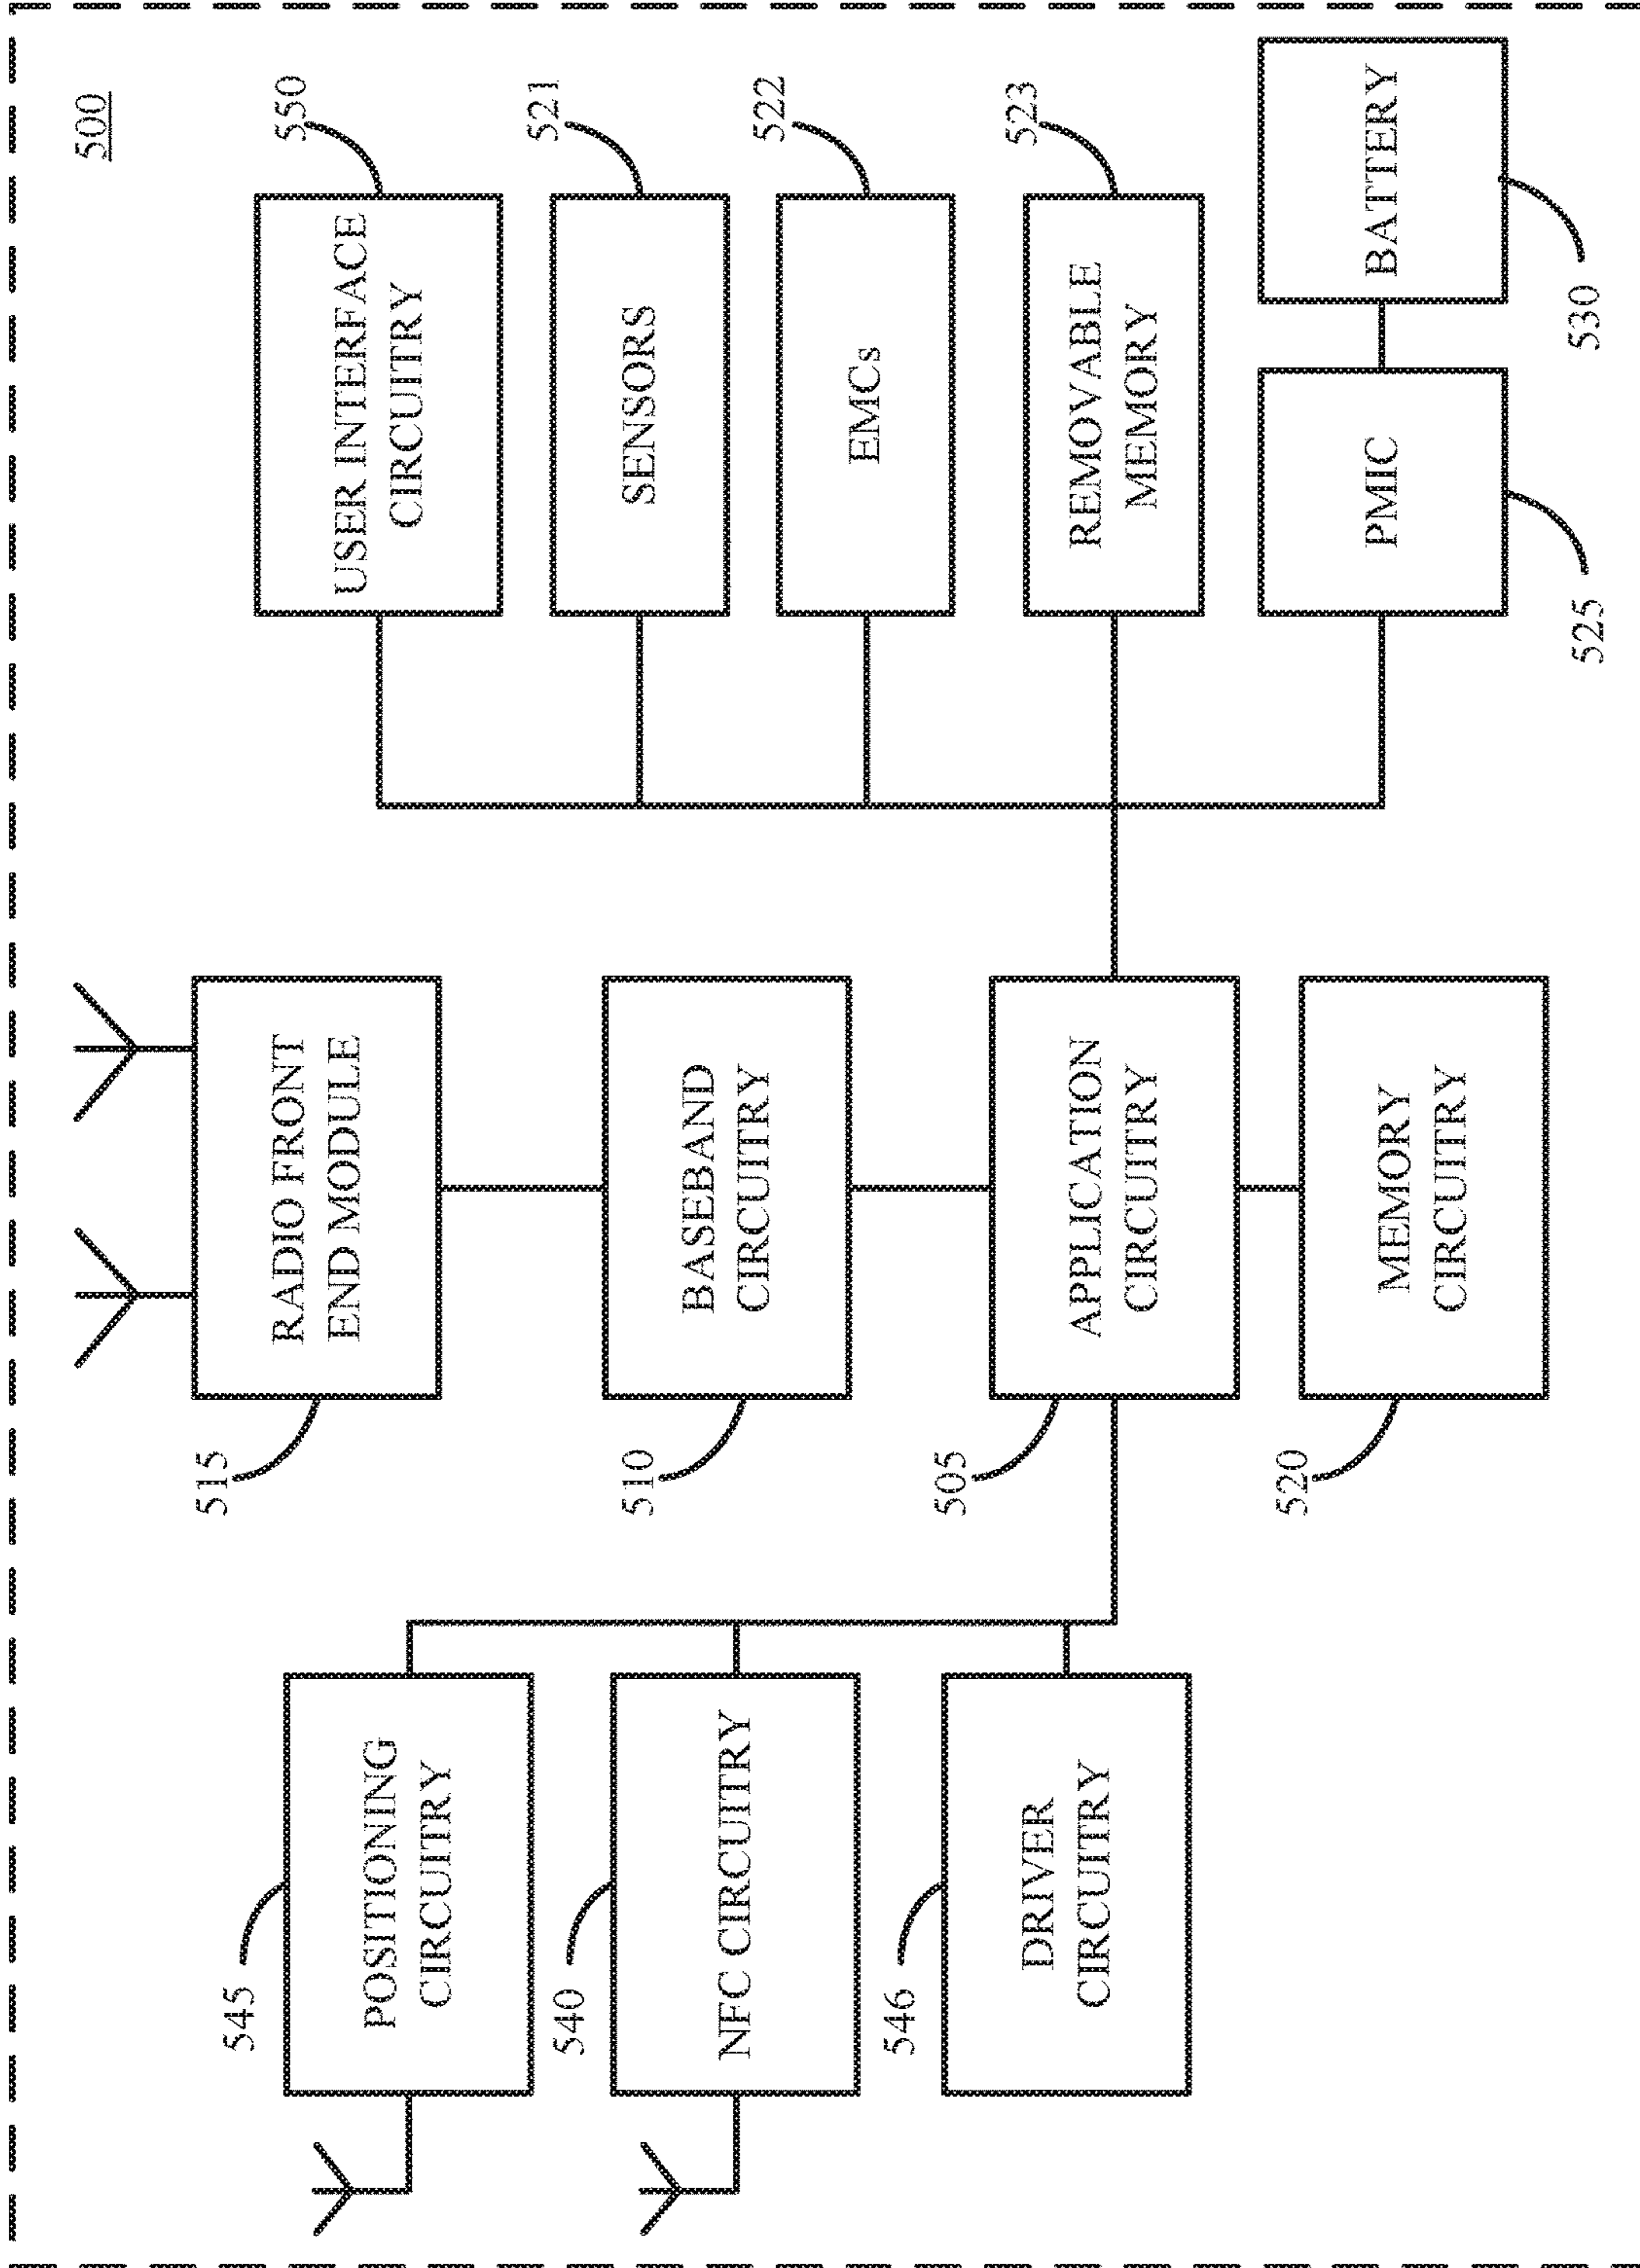 500
545
POSITIONING
CIRCUITRY
540
NFC CIRCUITRY
546
DRIVER
CIRCUITRY
515
RADIO FRONT
END MODULE
510
BASEBAND
CIRCUITRY
505
APPLICATION
CIRCUITRY
520
MEMORY
CIRCUITRY
550
USER INTERFACE
CIRCUITRY
521
SENSORS
522
EMCs
523
REMOVABLE
MEMORY
PMIC
525
BATTERY
530